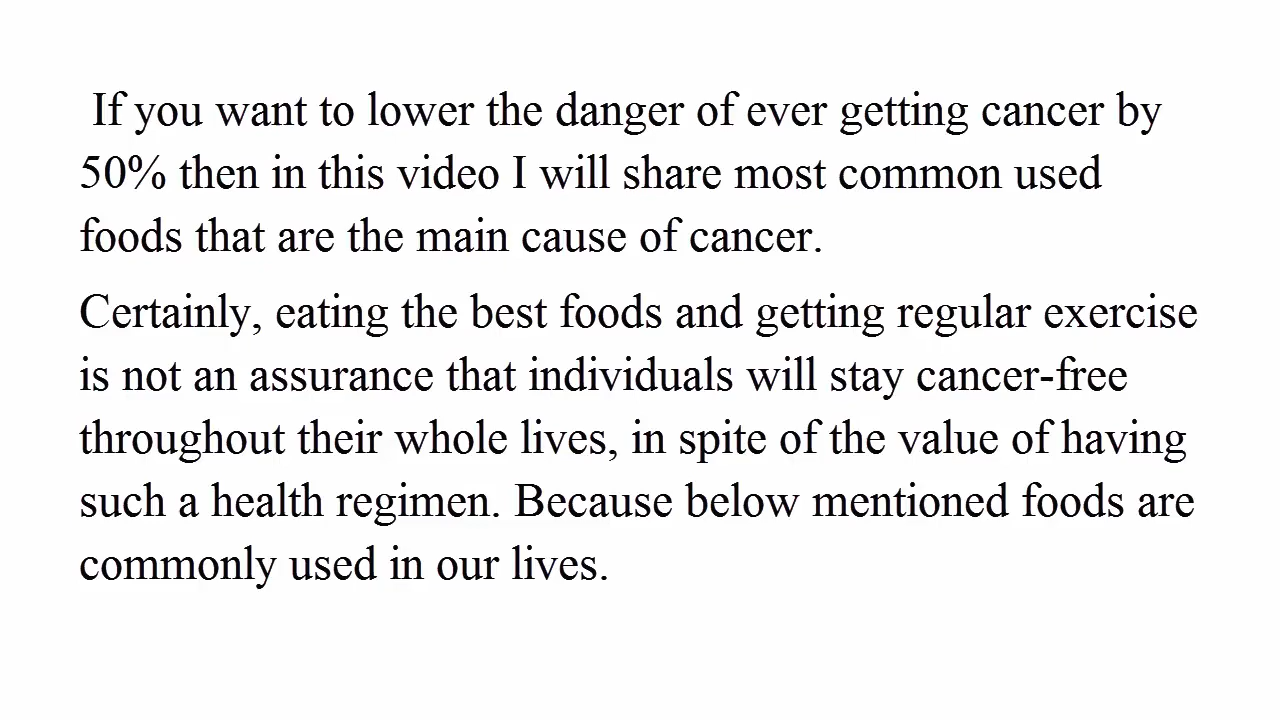 If you want to lower the danger of ever getting cancer by
50% then in this video I will share most common used
foods that are the main cause of cancer.
Certainly, eating the best foods and getting regular exercise
is not an assurance that individuals will stay cancer-free
throughout their whole lives, in spite of the value of having
such a health regimen. Because below mentioned foods are
commonly used in our lives.